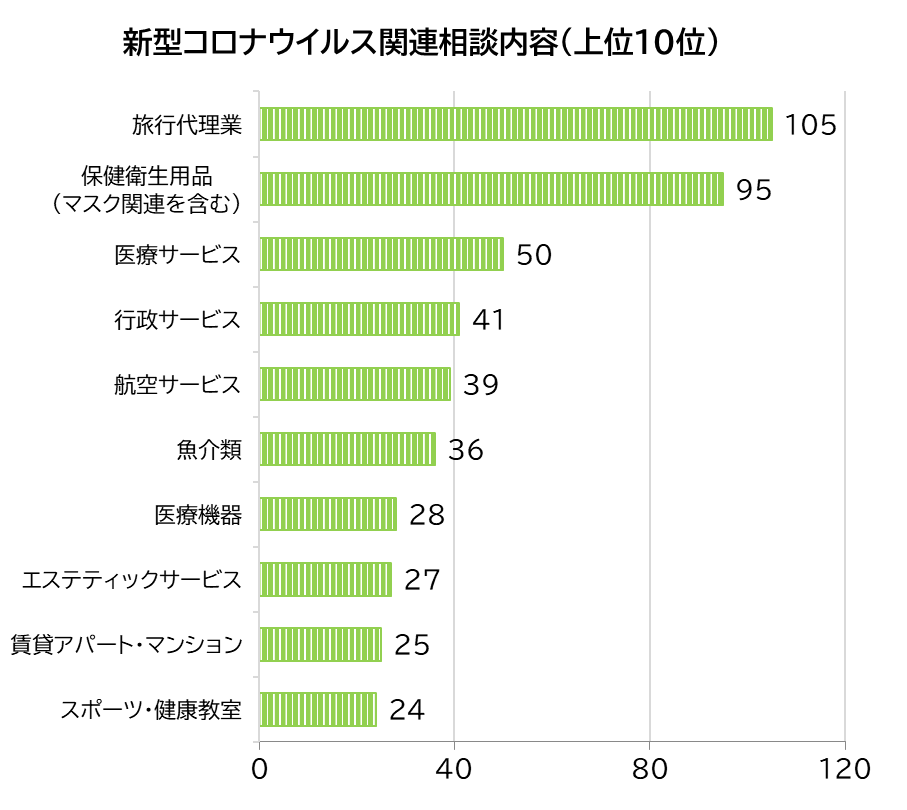 新型コロナウイルス関連相談内容（上位10位）
旅行代理業
105
保健衛生用品
（マスク関連を含む）
95
医療サービス
50
行政サービス
41
航空サービス
39
魚介類
36
医療機器
28
エステティックサービス
27
賃貸アパート・マンション
25
スポーツ・健康教室
24
0
40
80
120